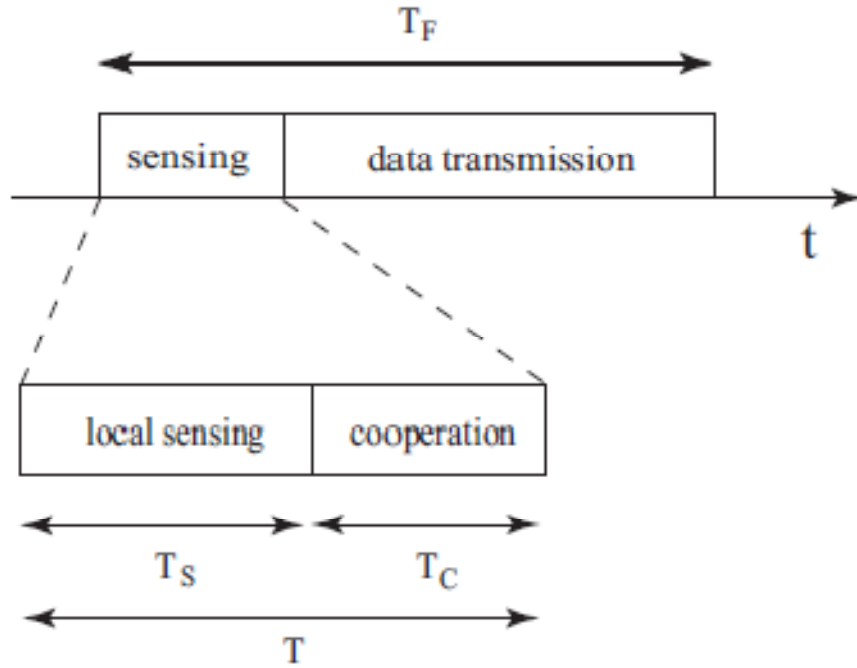 T_F
sensing data transmission
t
local sensing cooperation
T_S T_C
T